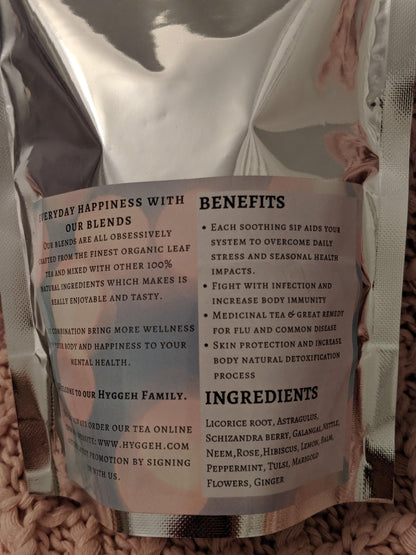 EVERYDAY HAPPINESS WITH
OUR BLENDS
OUR BLENDS ARE ALL OBSESSIVELY
CRAFTED FROM THE FINEST ORGANIC LEAF
TEA AND MIXED WITH OTHER 100%
NATURAL INGREDIENTS WHICH MAKES IS
REALLY ENJOYABLE AND TASTY.
COMBINATION BRING MORE WELLNESS
YOUR BODY AND HAPPINESS TO YOUR
MENTAL HEALTH.
WELCOME TO OUR HYGGEH FAMILY.
ORDER OUR TEA ONLINE
WEBSITE: WWW.HYGGEH.COM
PROMOTION BY SIGNING
WITH US.
BENEFITS
• EACH SOOTHING SIP AIDS YOUR
SYSTEM TO OVERCOME DAILY
STRESS AND SEASONAL HEALTH
IMPACTS.
• FIGHT WITH INFECTION AND
INCREASE BODY IMMUNITY
• MEDICINAL TEA & GREAT REMEDY
FOR FLU AND COMMON DISEASE
• SKIN PROTECTION AND INCREASE
BODY NATURAL DETOXIFICATION
PROCESS
INGREDIENTS
LICORICE ROOT, ASTRAGULUS,
SCHIZANDRA BERRY, GALANGAL, NETTLE,
NEEM,ROSE,HIBISCUS, LEMON, BALM,
PEPPERMINT, TULSI, MARIGOLD
FLOWERS, GINGER